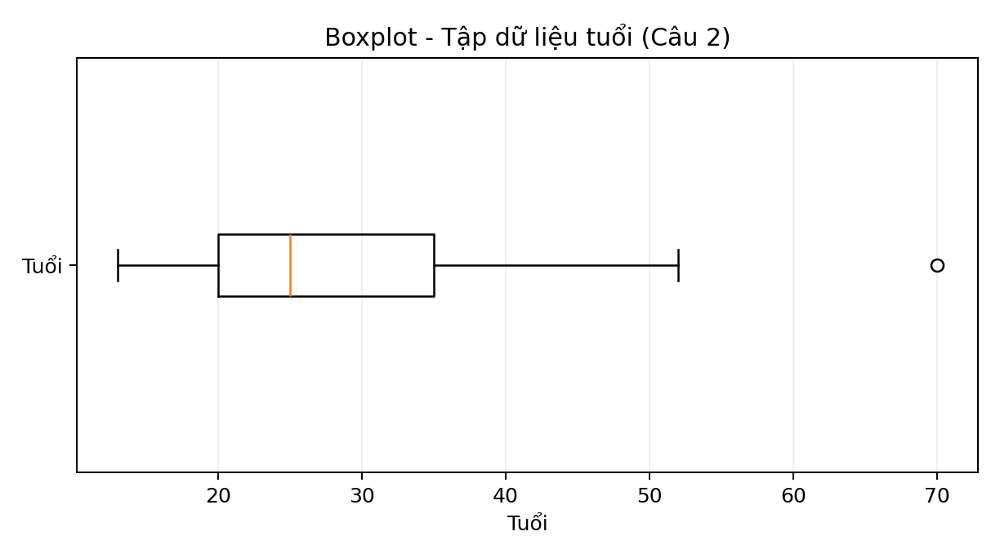 Boxplot - Tập dữ liệu tuổi (Câu 2)
Tuổi
20 30 40 50 60 70
Tuổi